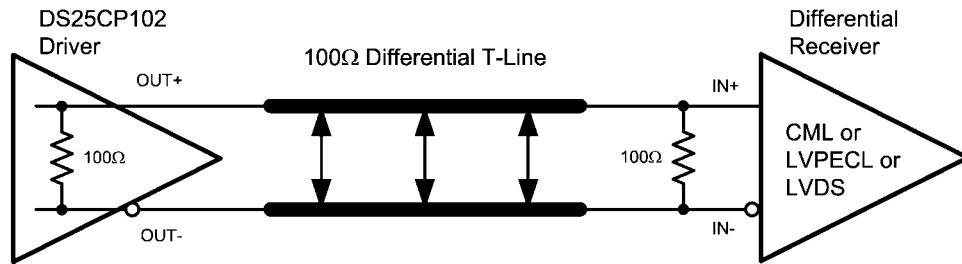 DS25CP102
Driver
OUT+
100Ω
OUT-
100Ω Differential T-Line
Differential
Receiver
IN+
100Ω
IN-
CML or
LVPECL or
LVDS